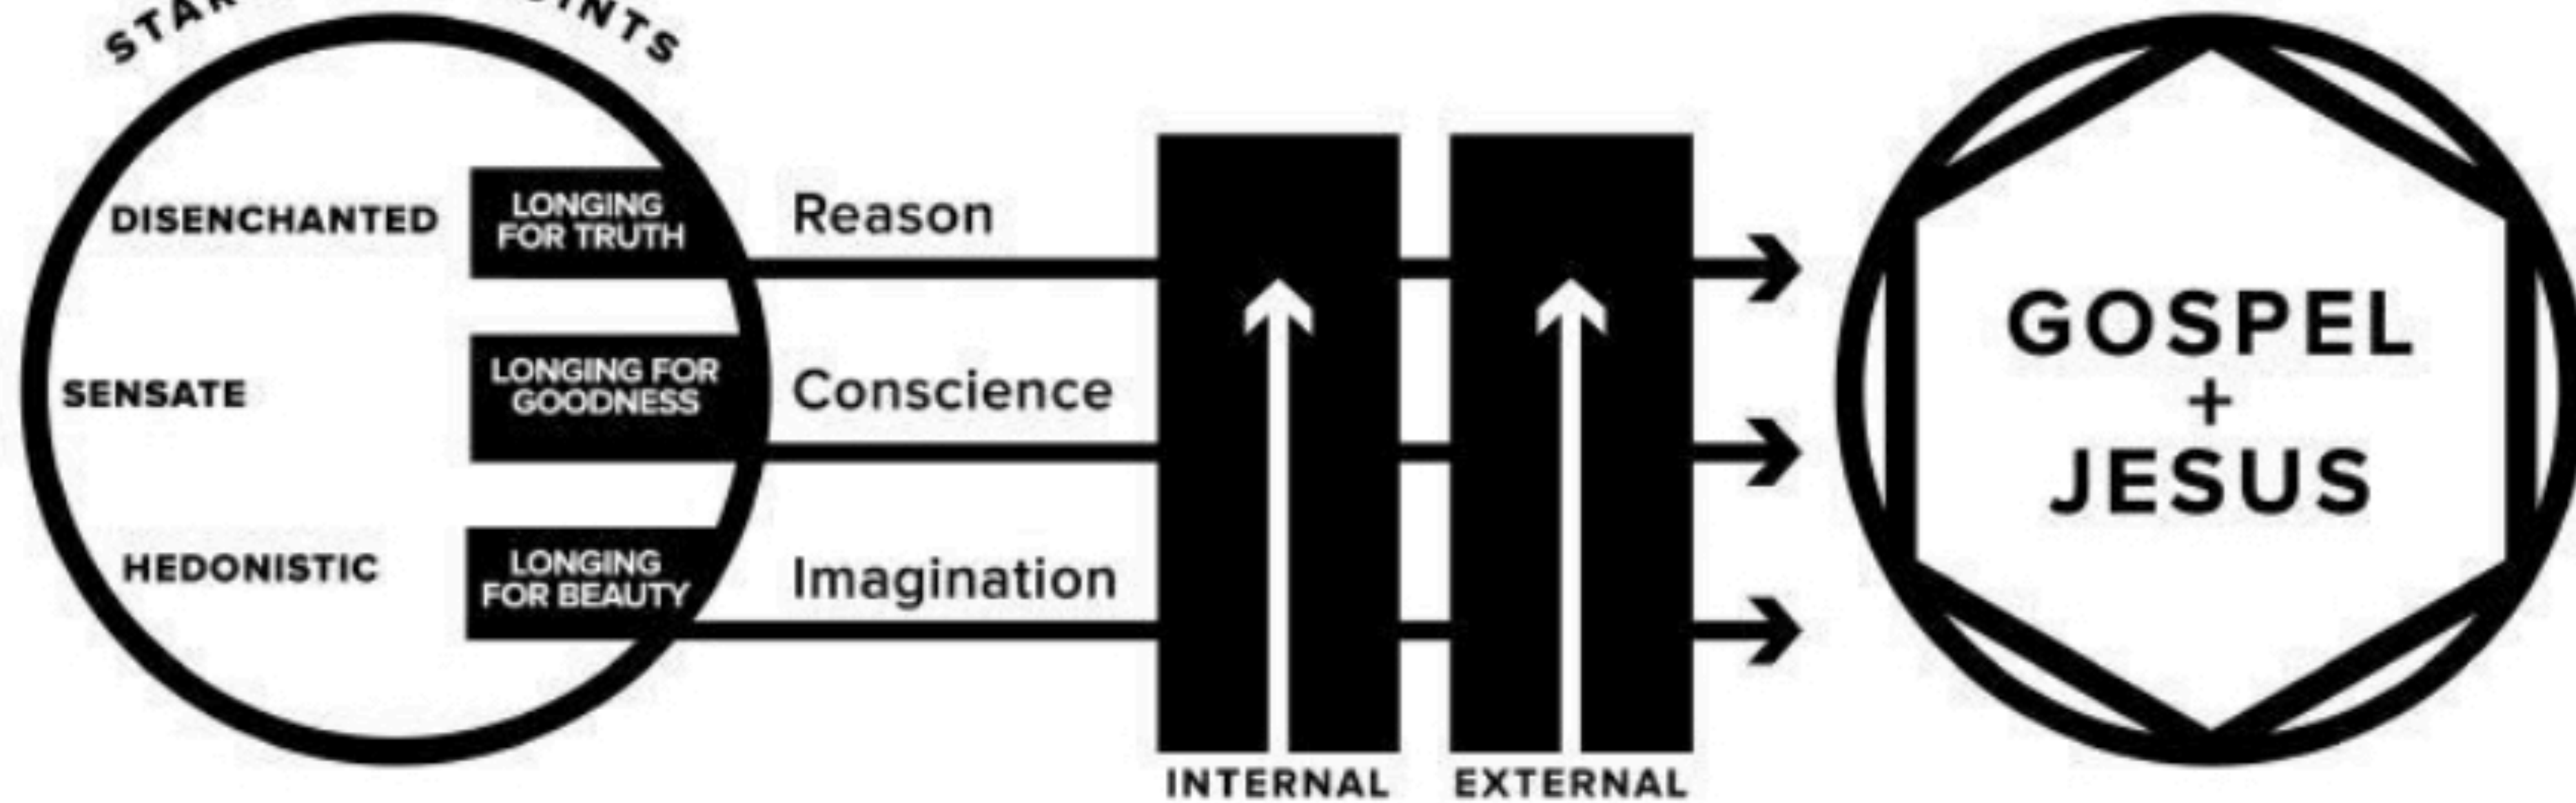 DISENCHANTED
LONGING
FOR TRUTH
Reason
SENSATE
LONGING FOR
GOODNESS
Conscience
HEDONISTIC
LONGING
FOR BEAUTY
Imagination
INTERNAL
EXTERNAL
GOSPEL
+
JESUS